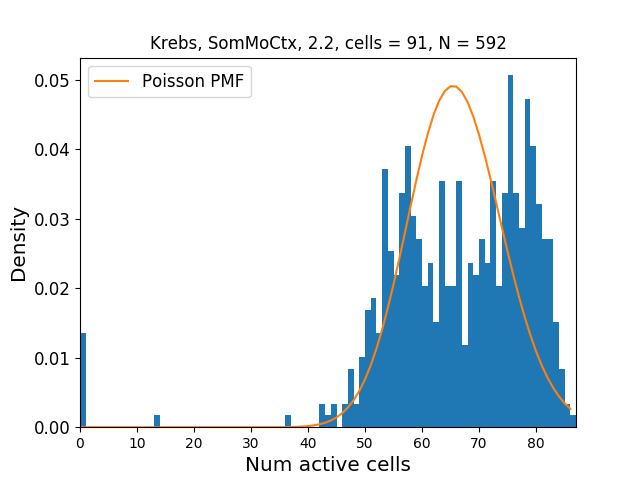 Krebs, SomMoCtx, 2.2, cells = 91, N = 592
Poisson PMF
0.05
0.04
0.03
0.02
0.01
0.00
Density
0 10 20 30 40 50 60 70 80
Num active cells